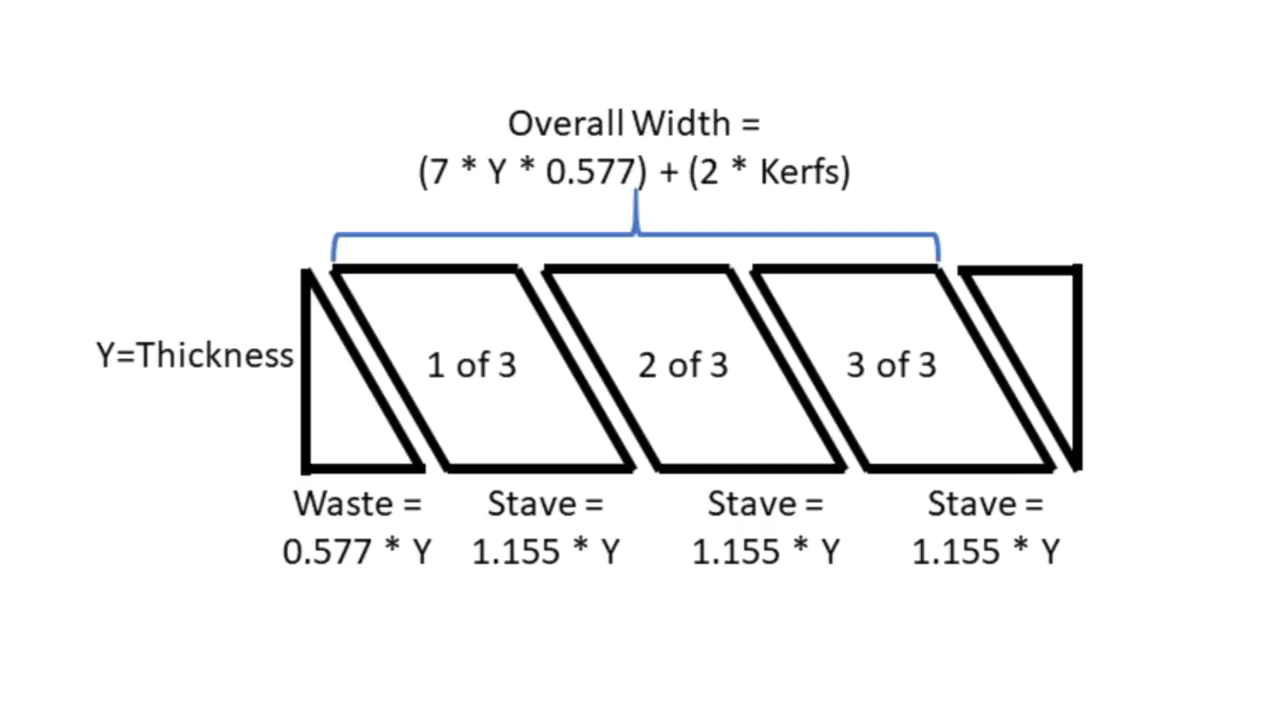 Overall Width =
(7 * Y * 0.577) + (2 * Kerfs)
Y=Thickness
1 of 3
2 of 3
3 of 3
Waste =
0.577 * Y
Stave =
1.155 * Y
Stave =
1.155 * Y
Stave =
1.155 * Y